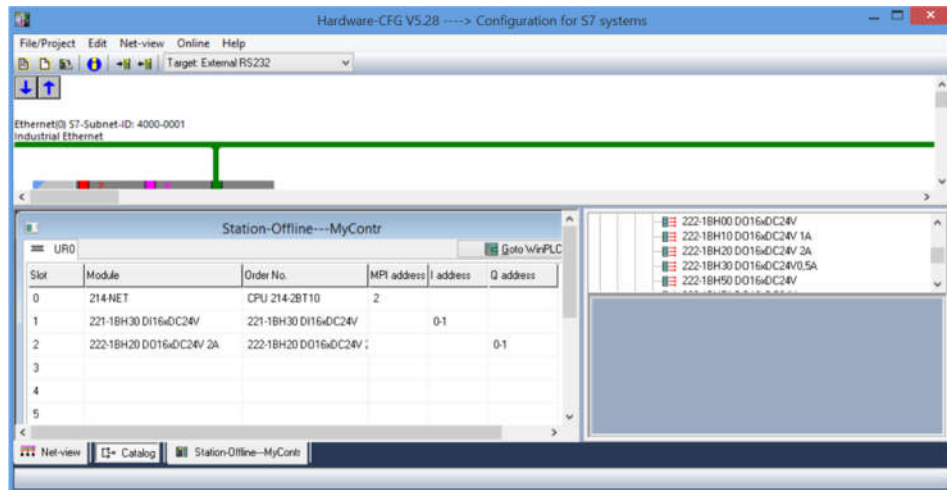 Hardware-CFG V5.28 ----> Configuration for S7 systems
File/Project Edit Net-view Online Help
Target: External RS232
Ethernet(0) S7-Subnet-ID: 4000-0001
Industrial Ethernet
2
Station-Offline---MyContr
UR0 Goto WinPLC
Slot Module Order No. MPI address I address Q address
0 214-NET CPU 214-2BT10 2
1 221-1BH30 DI16xDC24V 221-1BH30 DI16xDC24V 0-1
2 222-1BH20 DO16xDC24V 2A 222-1BH20 DO16xDC24V 0-1
3
4
5
222-1BH00 DO16xDC24V
222-1BH10 DO16xDC24V 1A
222-1BH20 DO16xDC24V 2A
222-1BH30 DO16xDC24V0,5A
222-1BH50 DO16xDC24V
Net-view Catalog Station-Offline---MyContr